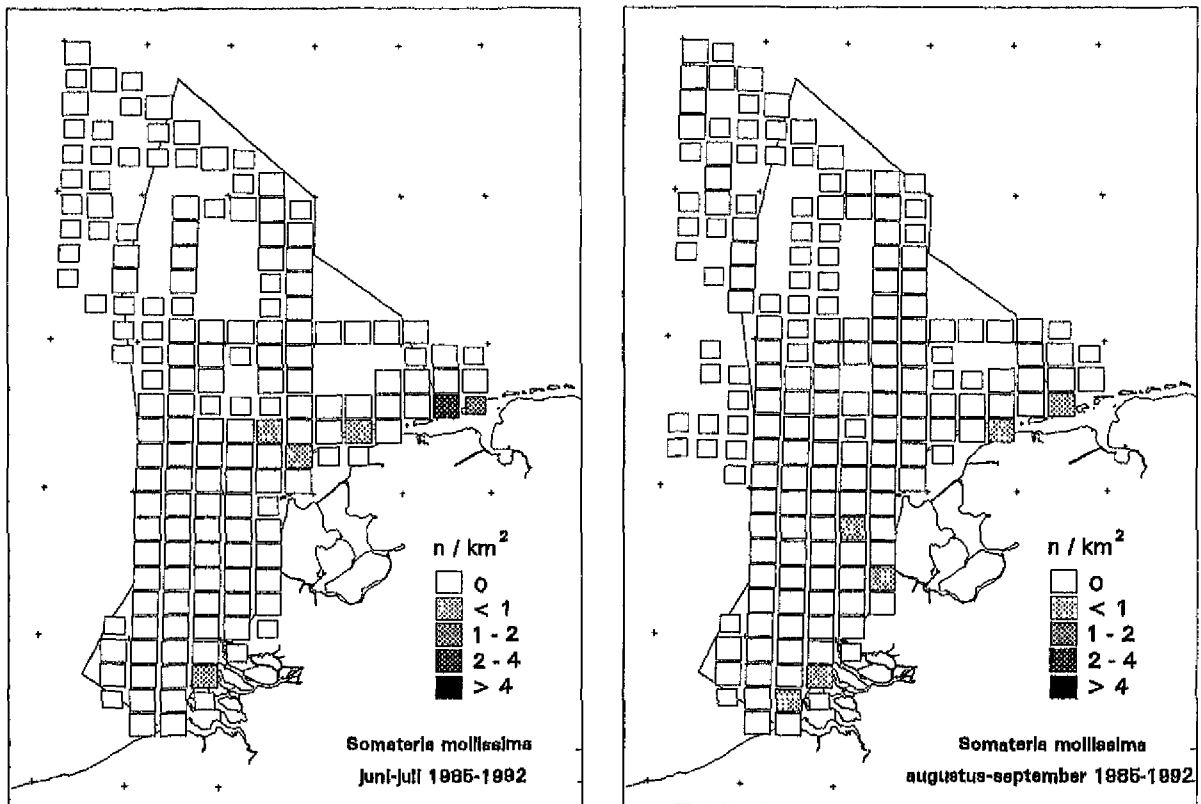 n / km²
0
< 1
1 - 2
2 - 4
> 4
Somateria mollissima
juni-juli 1985-1992
n / km²
0
< 1
1 - 2
2 - 4
> 4
Somateria mollissima
augustus-september 1985-1992